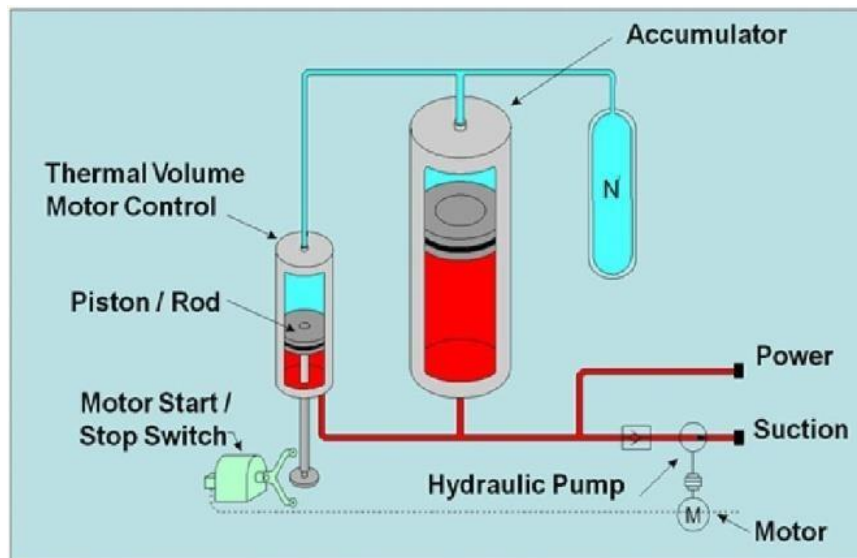 Accumulator
Thermal Volume
Motor Control
N
Piston / Rod
Power
Motor Start /
Stop Switch
Suction
Hydraulic Pump
M
Motor